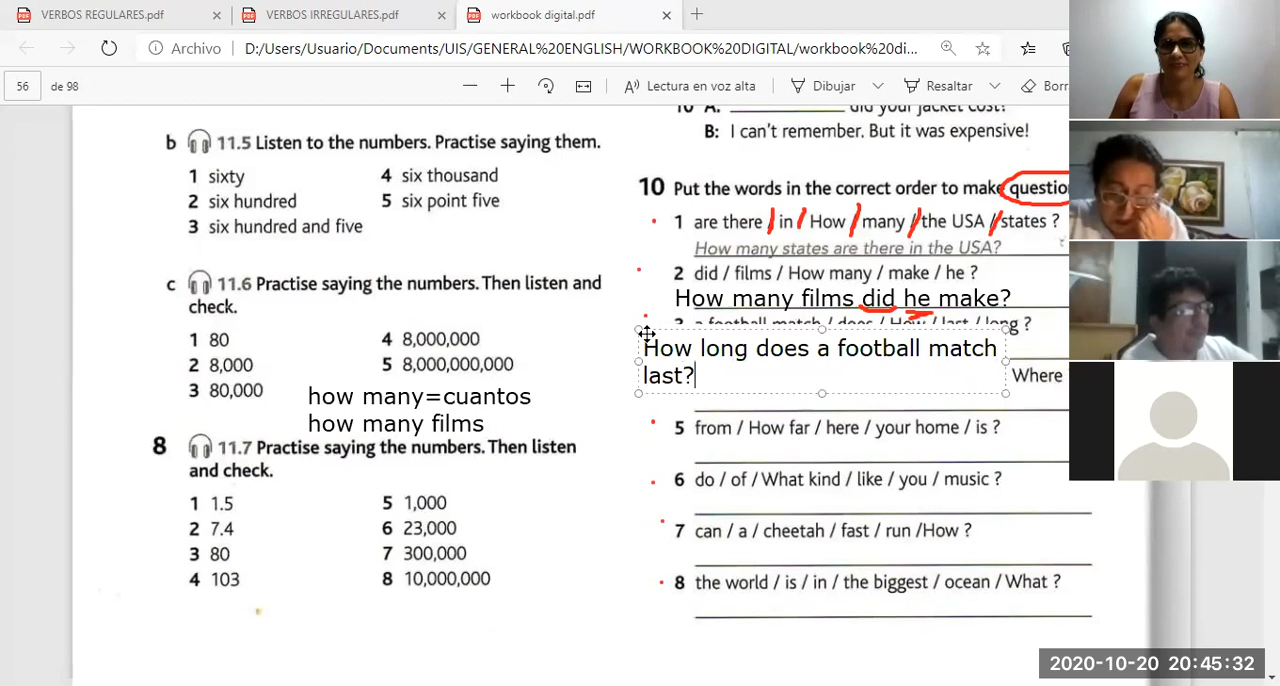 VERBOS REGULARES.pdf
VERBOS IRREGULARES.pdf
workbook digital.pdf
Archivo
D:/Users/Usuario/Documents/UIS/GENERAL%20ENGLISH/WORKBOOK%20DIGITAL/workbook%20di...
56 de 98
Lectura en voz alta
Dibujar
Resaltar
Borr
b 11.5 Listen to the numbers. Practise saying them.
1 sixty
2 six hundred
3 six hundred and five
4 six thousand
5 six point five
c 11.6 Practise saying the numbers. Then listen and
check.
1 80
2 8,000
3 80,000
4 8,000,000
5 8,000,000,000
how many=cuantos
how many films
8 11.7 Practise saying the numbers. Then listen
and check.
1 1.5
2 7.4
3 80
4 103
5 1,000
6 23,000
7 300,000
8 10,000,000
10 A: __________ did your jacket cost?
B: I can't remember. But it was expensive!
10 Put the words in the correct order to make questio
1 are there / in / How / many / the USA / states ?
How many states are there in the USA?
2 did / films / How many / make / he ?
How many films did he make?
3 a football match / does / How / last / long ?
How long does a football match
last?
Where
5 from / How far / here / your home / is ?
6 do / of / What kind / like / you / music ?
7 can / a / cheetah / fast / run /How ?
8 the world / is / in / the biggest / ocean / What ?
2020-10-20 20:45:32